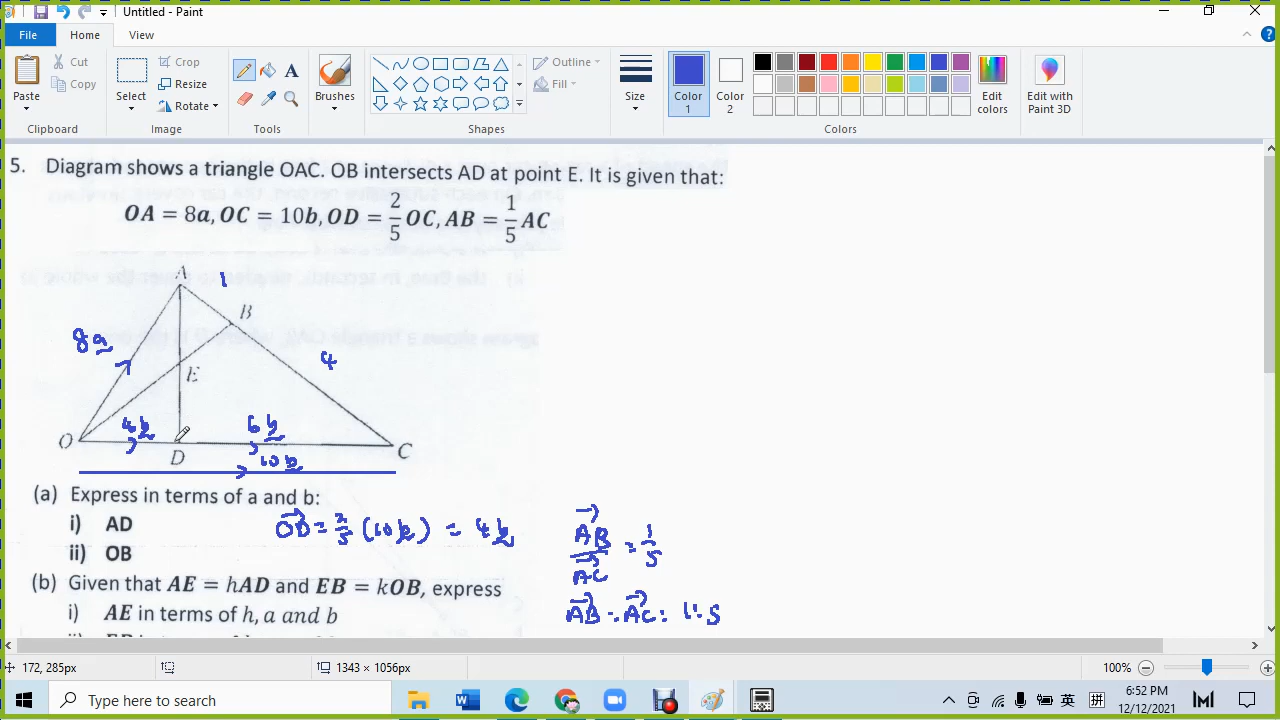 Untitled - Paint
File
Home
View
Paste
Cut
Copy
Clipboard
Select
Crop
Resize
Rotate
Image
A
Tools
Brushes
Shapes
Outline
Fill
Size
Color 1
Color 2
Colors
Edit colors
Edit with Paint 3D
5. Diagram shows a triangle OAC. OB intersects AD at point E. It is given that:
OA = 8a, OC = 10b, OD = 2/5 OC, AB = 1/5 AC
A
1
B
8a
4
E
4b
6b
O
D
C
10b
(a) Express in terms of a and b:
i) AD
ii) OB
OD = 2/5 (10b) = 4b
AB/AC = 1/5
AB : AC = 1:5
(b) Given that AE = hAD and EB = kOB, express
i) AE in terms of h, a and b
172, 285px
1343 × 1056px
100%
Type here to search
英
拼
6:52 PM
12/12/2021